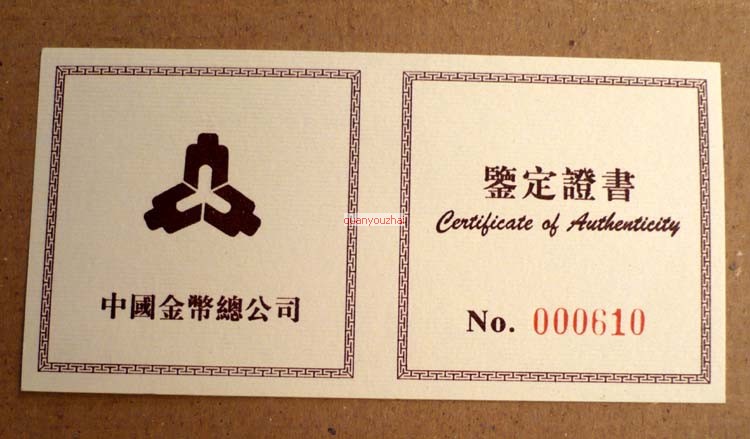 quanyouzhai
中國金幣總公司
鑒定證書
Certificate of Authenticity
No. 000610